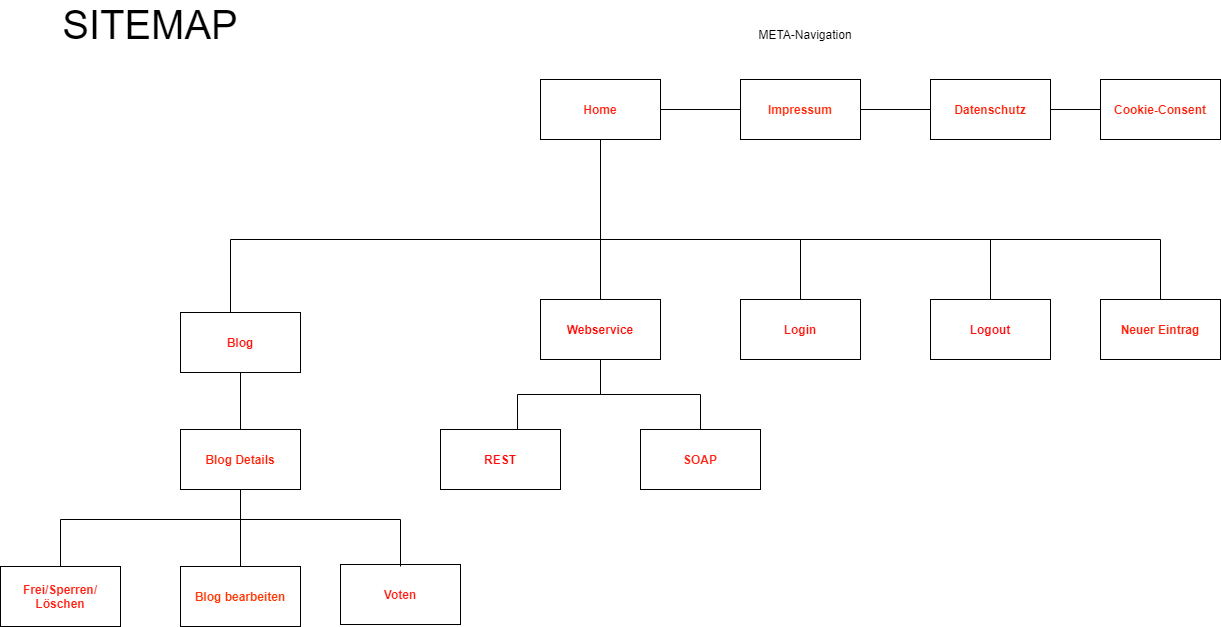 SITEMAP
META-Navigation
Home
Impressum
Datenschutz
Cookie-Consent
Blog
Webservice
Login
Logout
Neuer Eintrag
Blog Details
REST
SOAP
Frei/Sperren/
Löschen
Blog bearbeiten
Voten